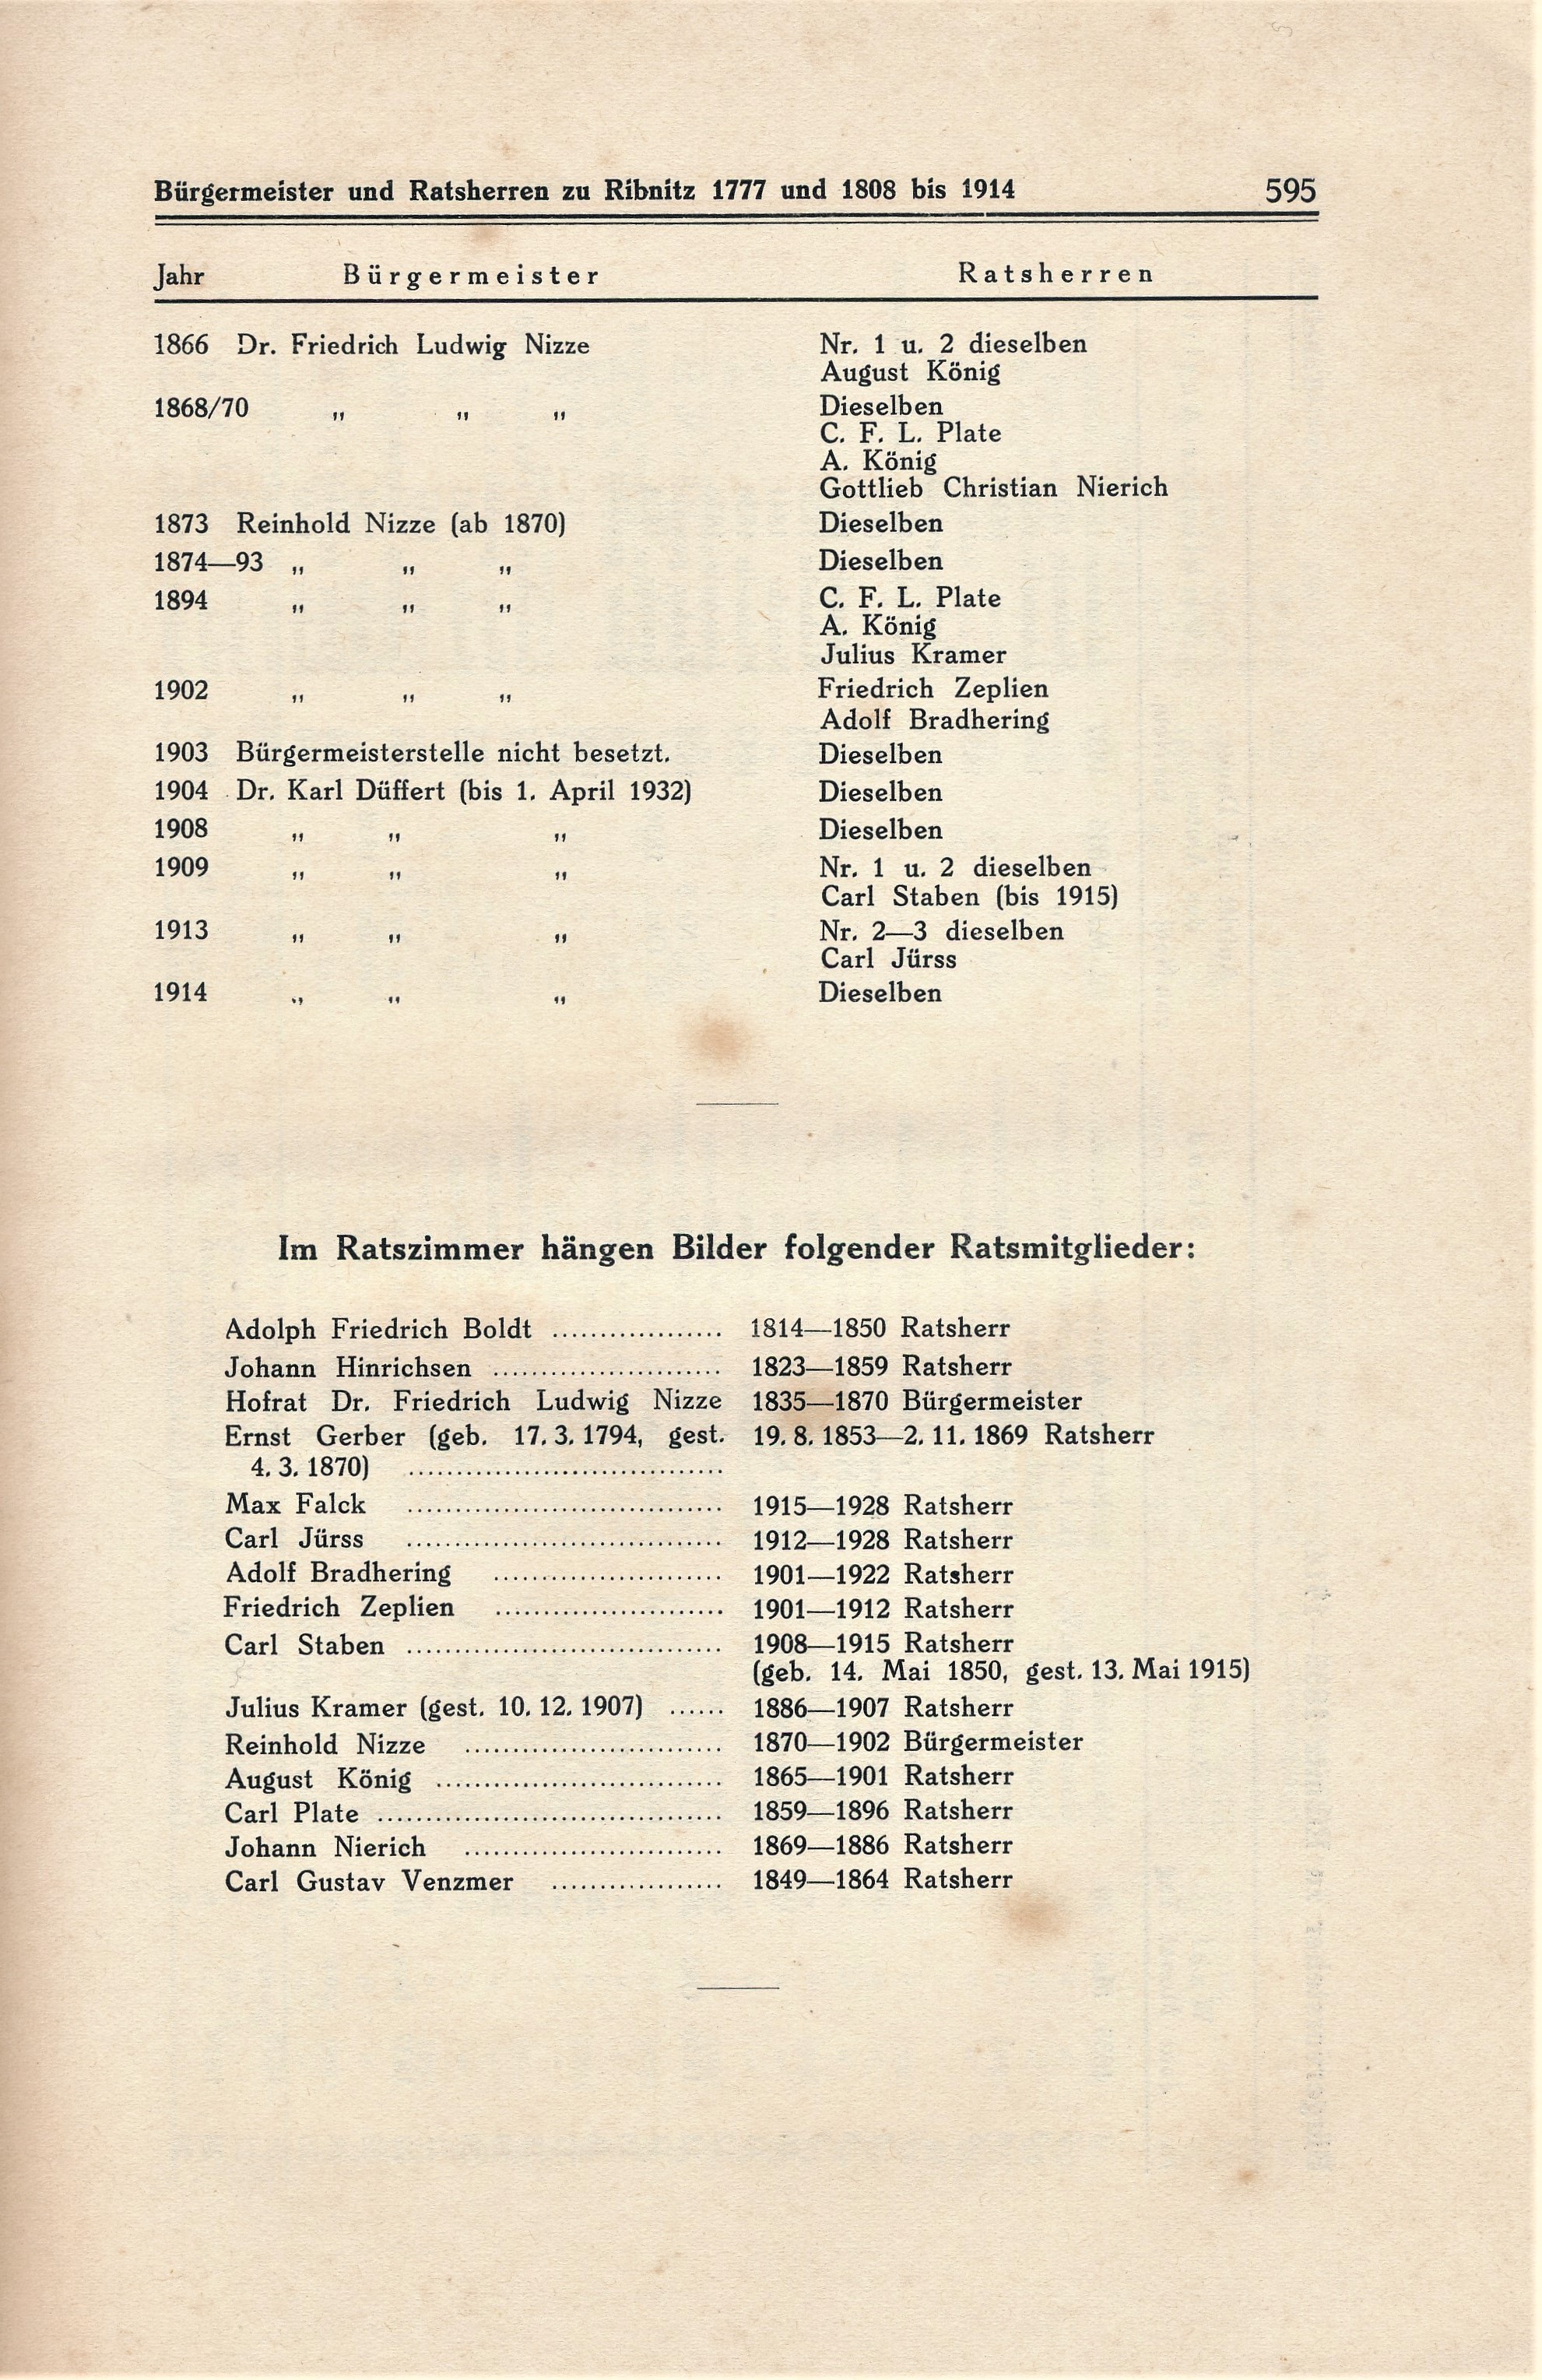 Bürgermeister und Ratsherren zu Ribnitz 1777 und 1808 bis 1914 595
Jahr Bürgermeister Ratsherren
1866 Dr. Friedrich Ludwig Nizze Nr. 1 u. 2 dieselben
August König
1868/70 „ „ „ Dieselben
C. F. L. Plate
A. König
Gottlieb Christian Nierich
1873 Reinhold Nizze (ab 1870) Dieselben
1874—93 „ „ „ Dieselben
1894 „ „ „ C. F. L. Plate
A. König
Julius Kramer
1902 „ „ „ Friedrich Zeplien
Adolf Bradhering
1903 Bürgermeisterstelle nicht besetzt. Dieselben
1904 Dr. Karl Düffert (bis 1. April 1932) Dieselben
1908 „ „ „ Dieselben
1909 „ „ „ Nr. 1 u. 2 dieselben
Carl Staben (bis 1915)
1913 „ „ „ Nr. 2—3 dieselben
Carl Jürss
1914 „ „ „ Dieselben
Im Ratszimmer hängen Bilder folgender Ratsmitglieder:
Adolph Friedrich Boldt .................. 1814—1850 Ratsherr
Johann Hinrichsen ........................ 1823—1859 Ratsherr
Hofrat Dr. Friedrich Ludwig Nizze 1835—1870 Bürgermeister
Ernst Gerber (geb. 17. 3. 1794, gest. 19. 8. 1853—2. 11. 1869 Ratsherr
4. 3. 1870) .................................
Max Falck ................................. 1915—1928 Ratsherr
Carl Jürss ................................. 1912—1928 Ratsherr
Adolf Bradhering ........................ 1901—1922 Ratsherr
Friedrich Zeplien ........................ 1901—1912 Ratsherr
Carl Staben ................................. 1908—1915 Ratsherr
(geb. 14. Mai 1850, gest. 13. Mai 1915)
Julius Kramer (gest. 10. 12. 1907) ...... 1886—1907 Ratsherr
Reinhold Nizze ........................... 1870—1902 Bürgermeister
August König .............................. 1865—1901 Ratsherr
Carl Plate .................................... 1859—1896 Ratsherr
Johann Nierich ........................... 1869—1886 Ratsherr
Carl Gustav Venzmer .................. 1849—1864 Ratsherr